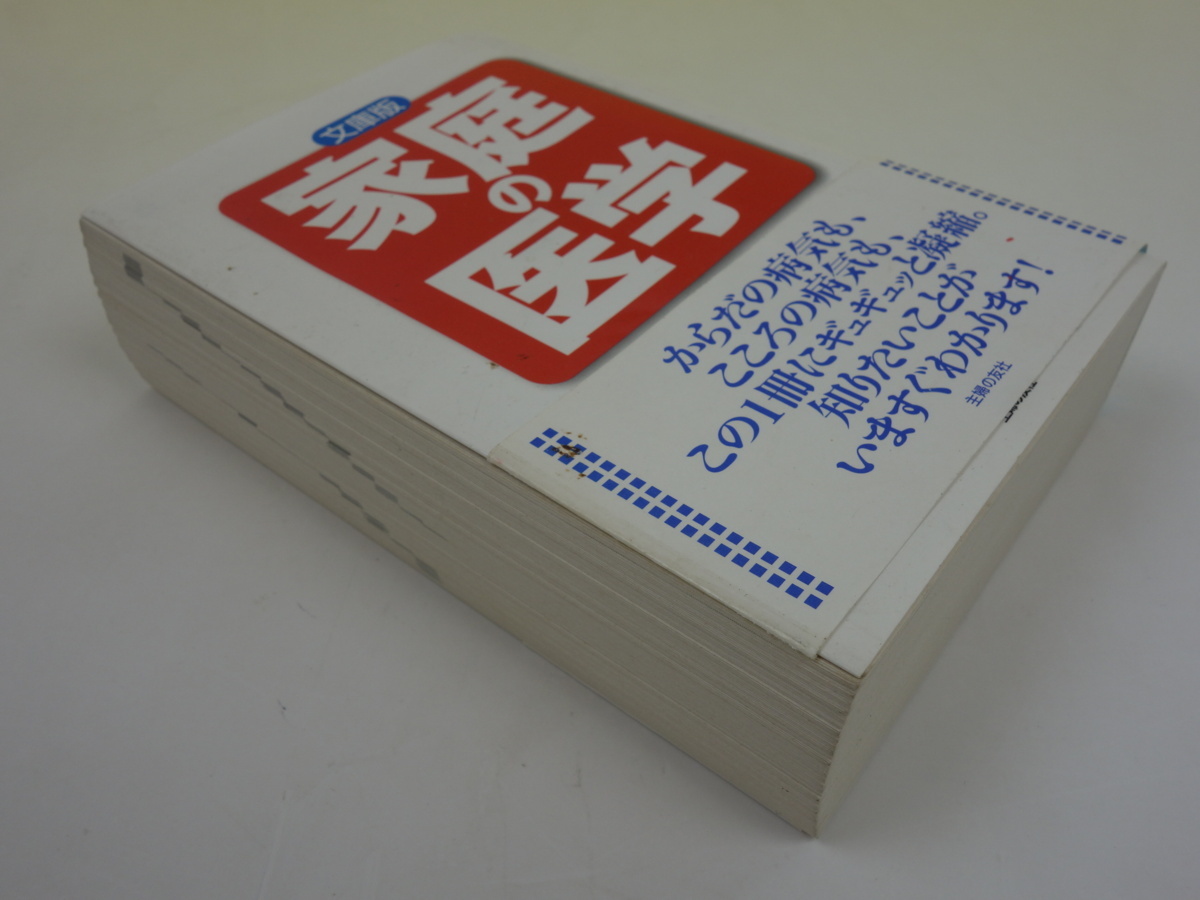 文庫版
家庭の
医学
からだの病気も、
こころの病気も、
この1冊にギュギュッと凝縮。
知りたいことが
いますぐわかります!
主婦の友社